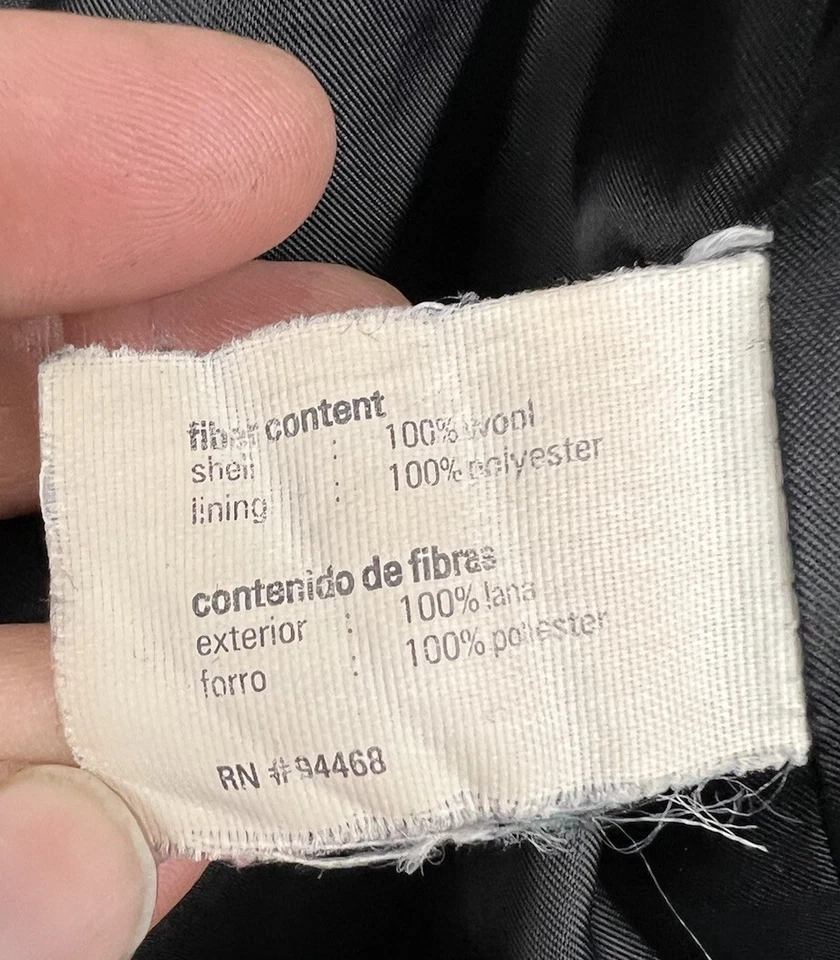 fiber content
shell : 100% wool
lining : 100% polyester
contenido de fibras
exterior : 100% lana
forro : 100% poliester
RN #94468